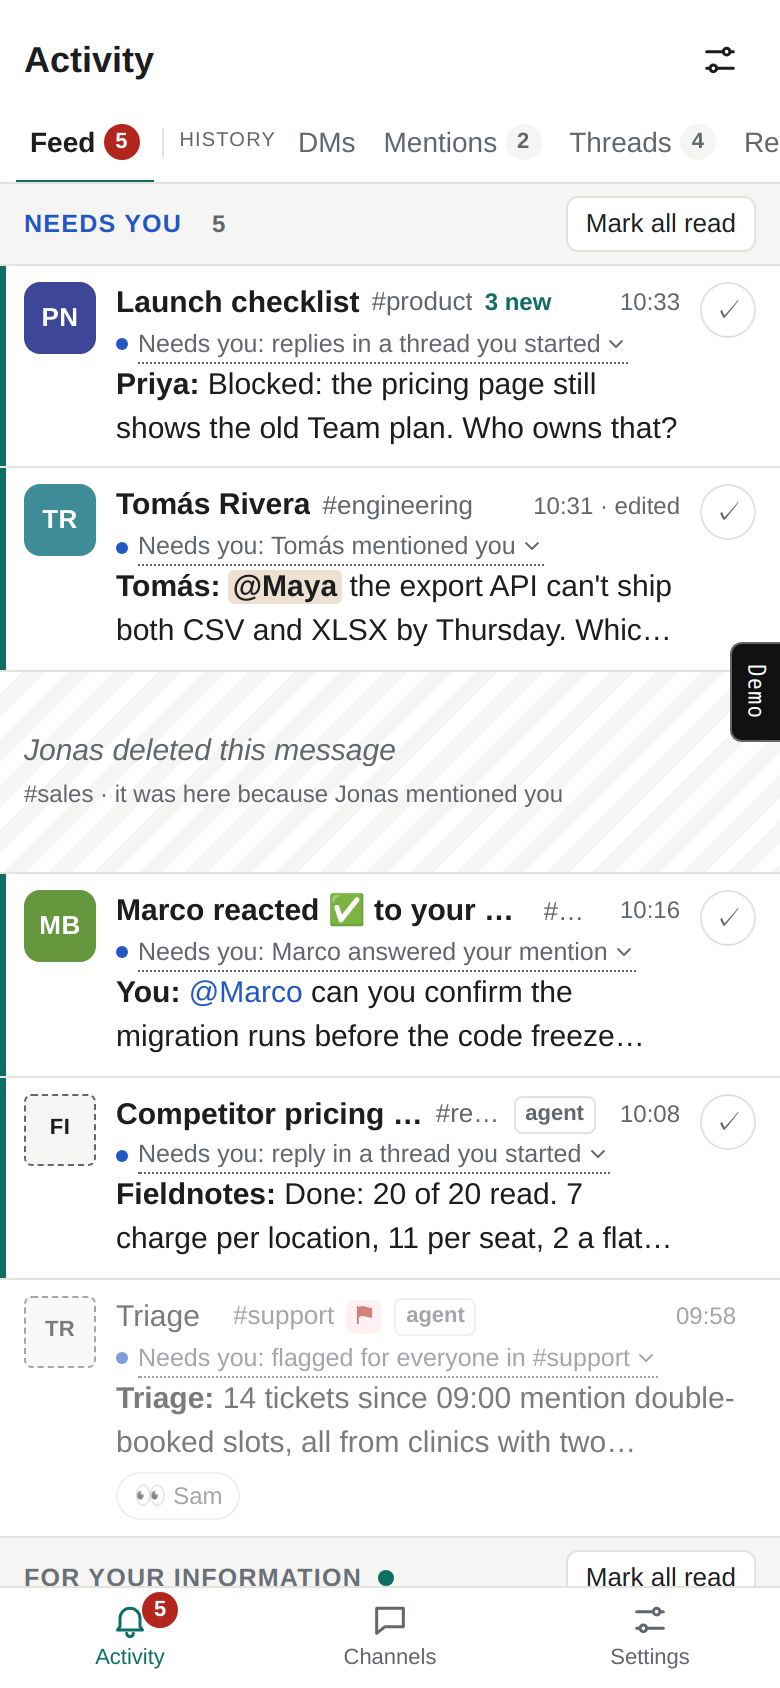 Activity
Feed 5 HISTORY DMs Mentions 2 Threads 4 Re
NEEDS YOU 5 Mark all read
PN Launch checklist #product 3 new 10:33 ✓
Needs you: replies in a thread you started
Priya: Blocked: the pricing page still
shows the old Team plan. Who owns that?
TR Tomás Rivera #engineering 10:31 · edited ✓
Needs you: Tomás mentioned you
Tomás: @Maya the export API can't ship
both CSV and XLSX by Thursday. Whic…
Demo
Jonas deleted this message
#sales · it was here because Jonas mentioned you
MB Marco reacted ✅ to your … #… 10:16 ✓
Needs you: Marco answered your mention
You: @Marco can you confirm the
migration runs before the code freeze…
FI Competitor pricing … #re… agent 10:08 ✓
Needs you: reply in a thread you started
Fieldnotes: Done: 20 of 20 read. 7
charge per location, 11 per seat, 2 a flat…
TR Triage #support agent 09:58
Needs you: flagged for everyone in #support
Triage: 14 tickets since 09:00 mention double-
booked slots, all from clinics with two…
👀 Sam
FOR YOUR INFORMATION Mark all read
5
Activity Channels Settings